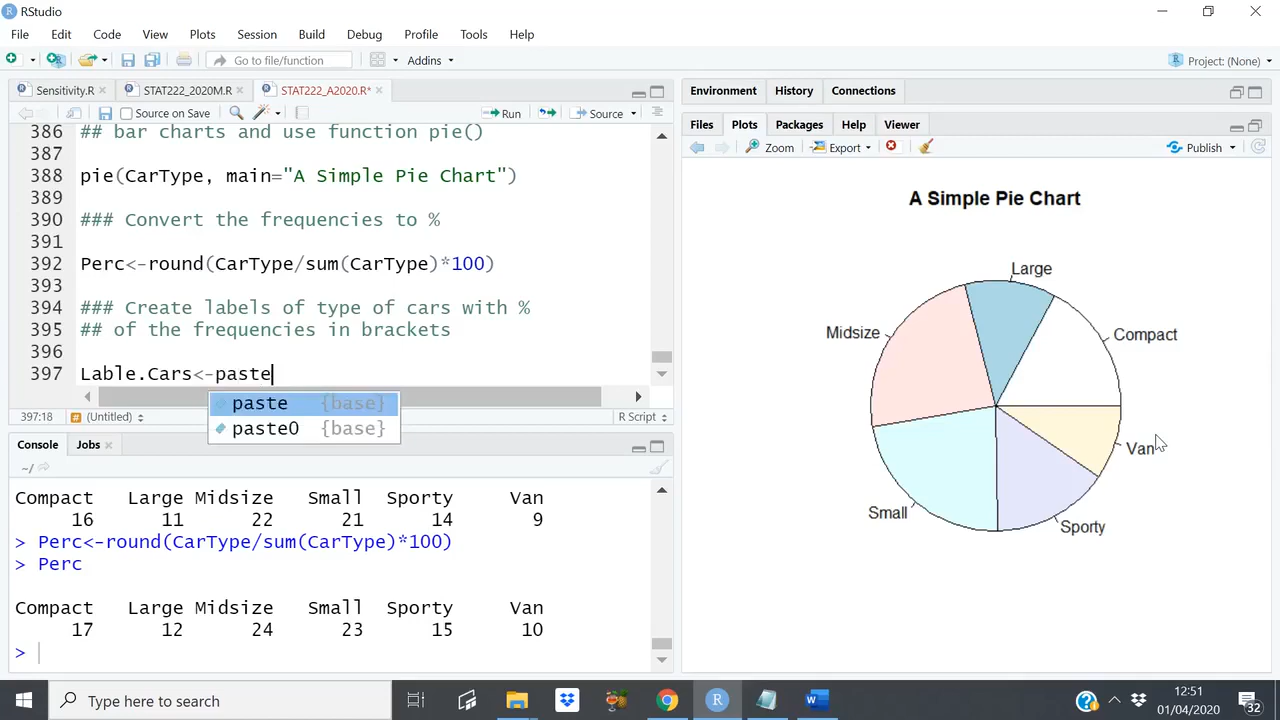 RStudio
File Edit Code View Plots Session Build Debug Profile Tools Help
Go to file/function Addins Project: (None)
Sensitivity.R STAT222_2020M.R STAT222_A2020.R*
Source on Save Run Source
386 ## bar charts and use function pie()
387
388 pie(CarType, main="A Simple Pie Chart")
389
390 ### Convert the frequencies to %
391
392 Perc<-round(CarType/sum(CarType)*100)
393
394 ### Create labels of type of cars with %
395 ## of the frequencies in brackets
396
397 Lable.Cars<-paste
paste {base}
paste0 {base}
397:18 # (Untitled) R Script
Console Jobs
~/
Compact Large Midsize Small Sporty Van
16 11 22 21 14 9
> Perc<-round(CarType/sum(CarType)*100)
> Perc
Compact Large Midsize Small Sporty Van
17 12 24 23 15 10
>
Environment History Connections
Files Plots Packages Help Viewer
Zoom Export Publish
A Simple Pie Chart
Large
Midsize
Compact
Van
Small
Sporty
Type here to search
12:51
01/04/2020
32